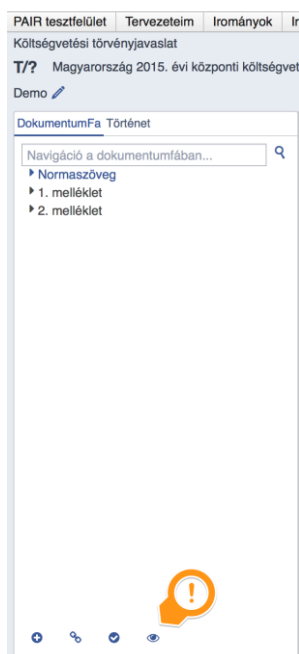 PAIR tesztfelület Tervezeteim Irományok
Költségvetési törvényjavaslat
T/? Magyarország 2015. évi központi költségvet
Demo
DokumentumFa Történet
Navigáció a dokumentumfában...
Normaszöveg
1. melléklet
2. melléklet
!